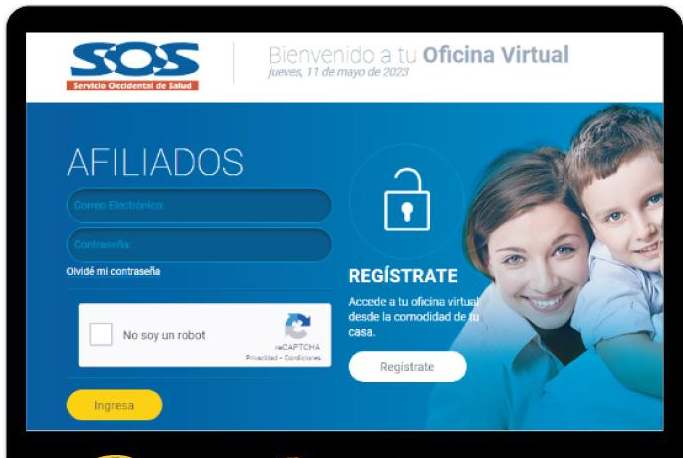 SOS
Servicio Occidental de Salud
Bienvenido a tu Oficina Virtual
jueves, 11 de mayo de 2023
AFILIADOS
Correo Electrónico:
Contraseña:
Olvidé mi contraseña
No soy un robot
reCAPTCHA
Privacidad - Condiciones
Ingresa
REGÍSTRATE
Accede a tu oficina virtual
desde la comodidad de tu
casa.
Regístrate